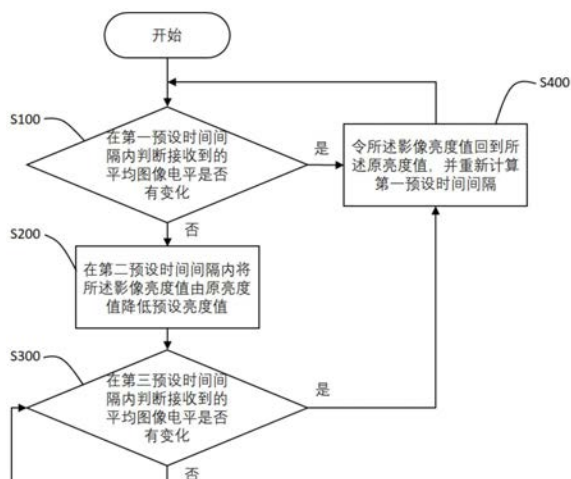 开始
S100
在第一预设时间间
隔内判断接收到的
平均图像电平是否
有变化
是
S400
令所述影像亮度值回到所
述原亮度值，并重新计算
第一预设时间间隔
否
S200
在第二预设时间间隔内将
所述影像亮度值由原亮度
值降低预设亮度值
S300
在第三预设时间间
隔内判断接收到的
平均图像电平是否
有变化
是
否